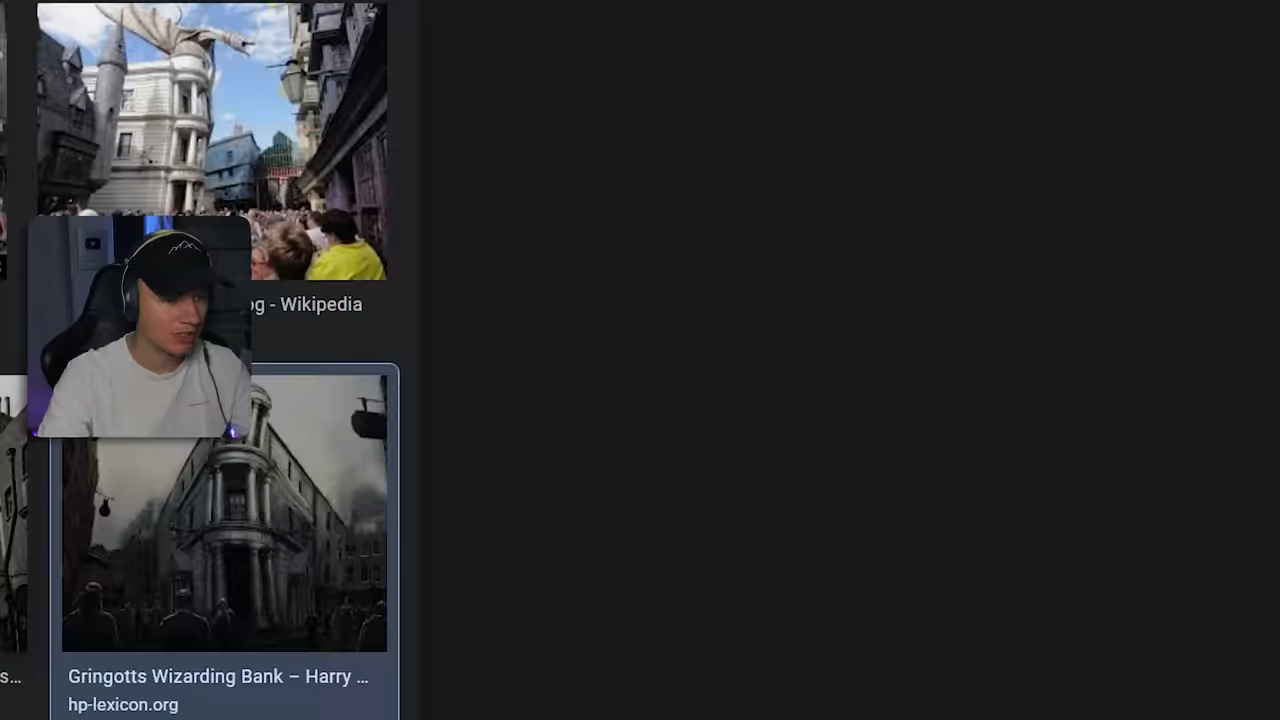 - Wikipedia
s...
Gringotts Wizarding Bank – Harry ...
hp-lexicon.org